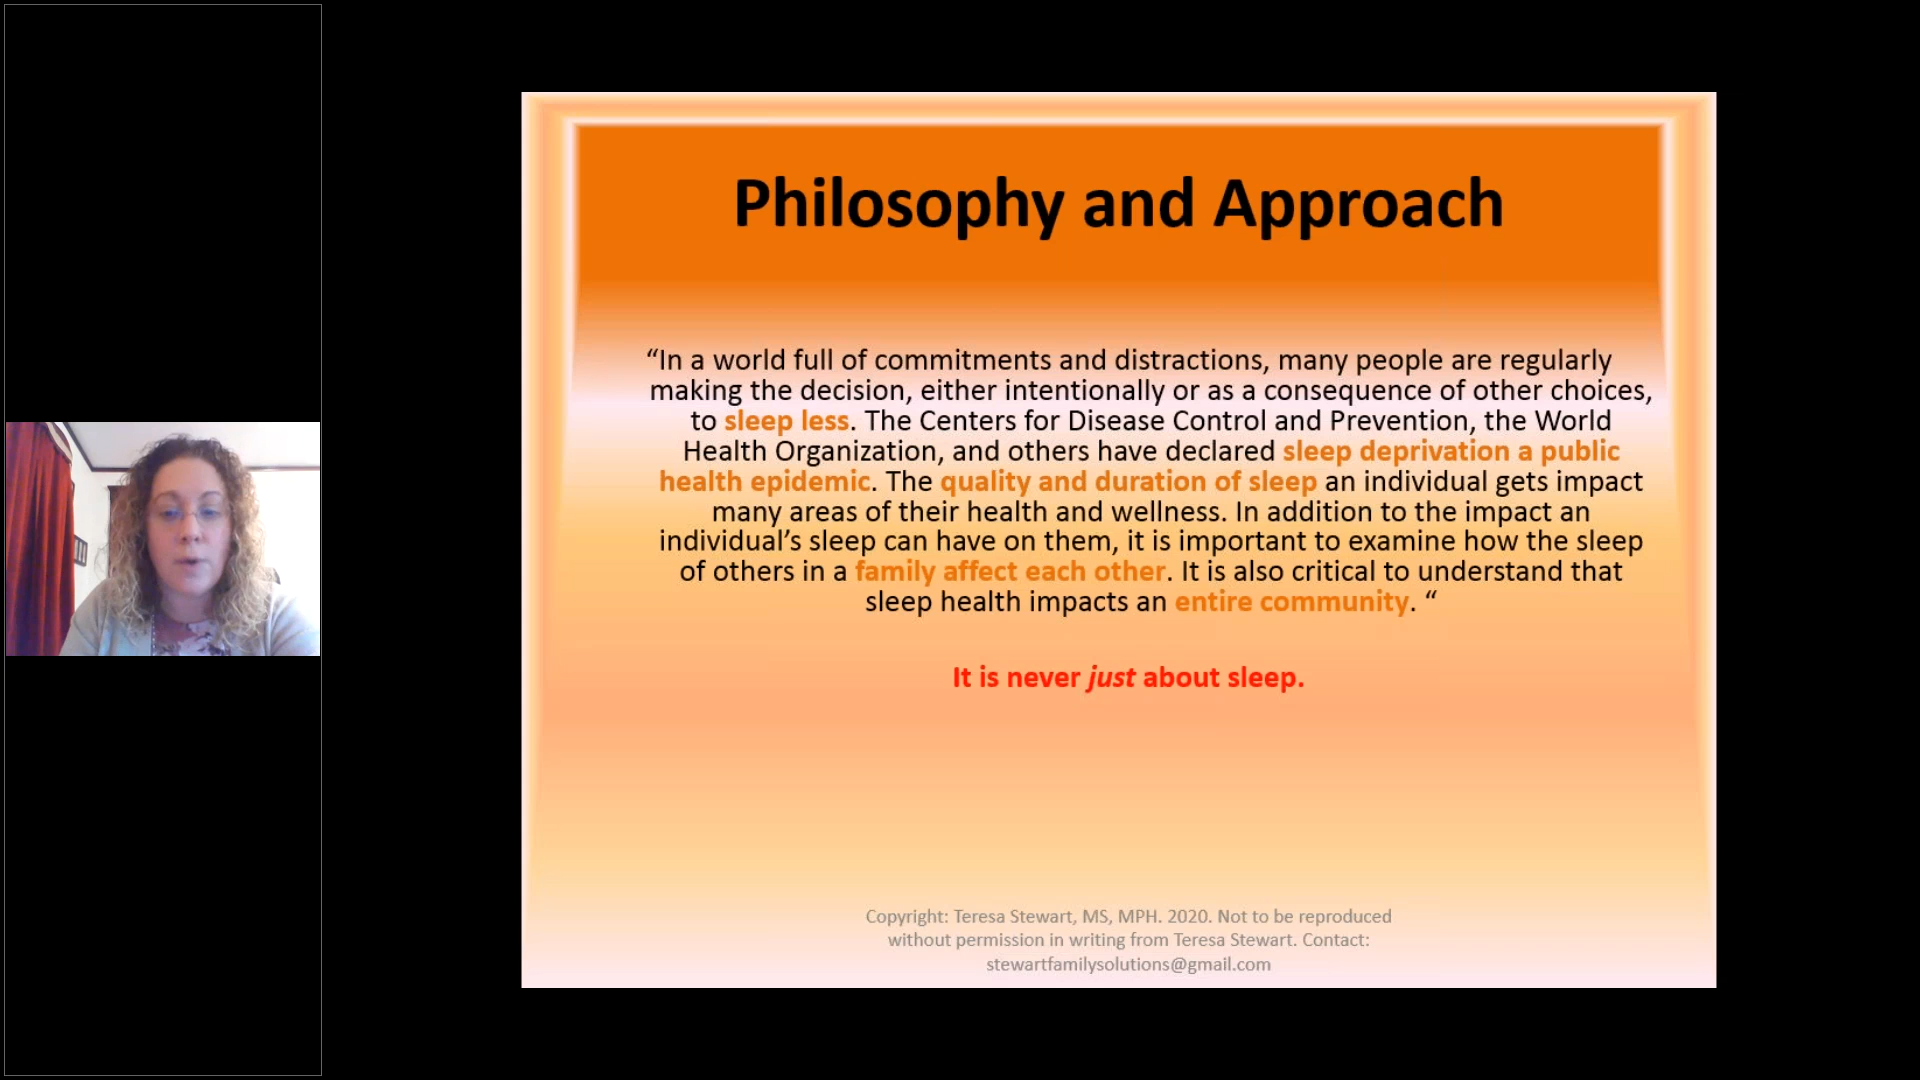 Philosophy and Approach
“In a world full of commitments and distractions, many people are regularly
making the decision, either intentionally or as a consequence of other choices,
to sleep less. The Centers for Disease Control and Prevention, the World
Health Organization, and others have declared sleep deprivation a public
health epidemic. The quality and duration of sleep an individual gets impact
many areas of their health and wellness. In addition to the impact an
individual’s sleep can have on them, it is important to examine how the sleep
of others in a family affect each other. It is also critical to understand that
sleep health impacts an entire community. “
It is never just about sleep.
Copyright: Teresa Stewart, MS, MPH. 2020. Not to be reproduced
without permission in writing from Teresa Stewart. Contact:
stewartfamilysolutions@gmail.com